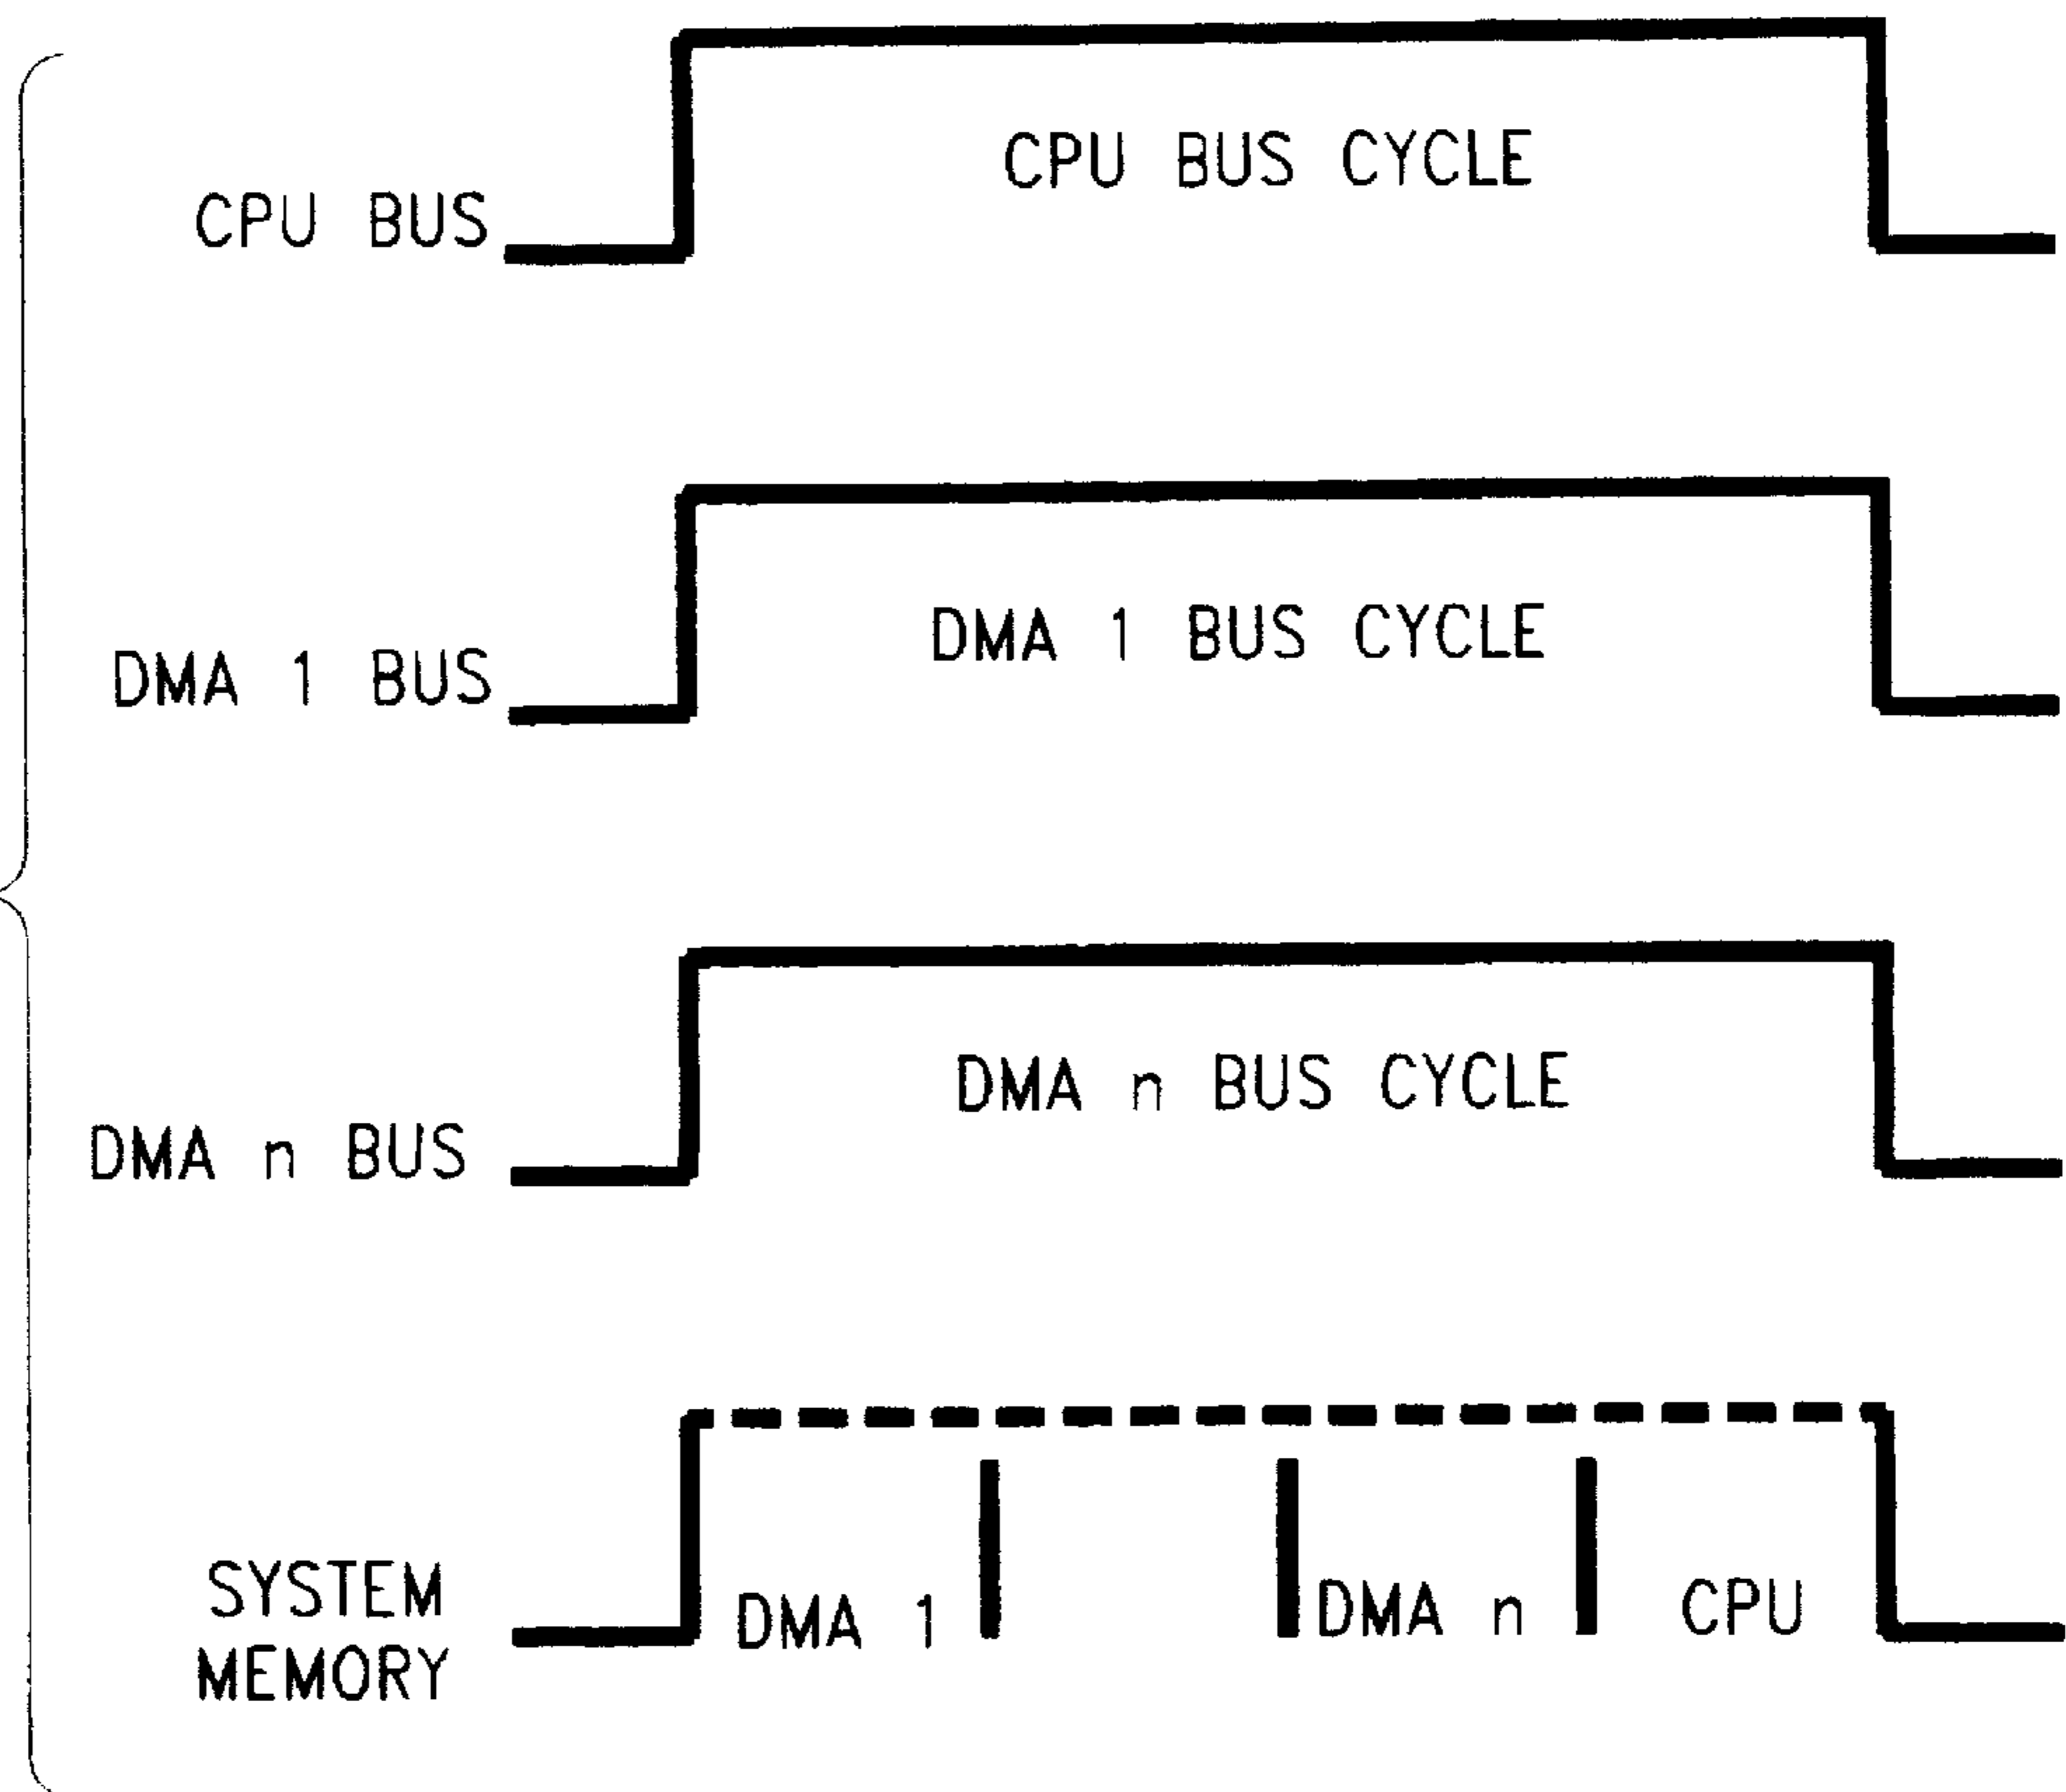 CPU BUS CYCLE
CPU BUS
DMA 1 BUS CYCLE
DMA 1 BUS
DMA n BUS CYCLE
DMA n BUS
SYSTEM
MEMORY
DMA 1
DMA n
CPU